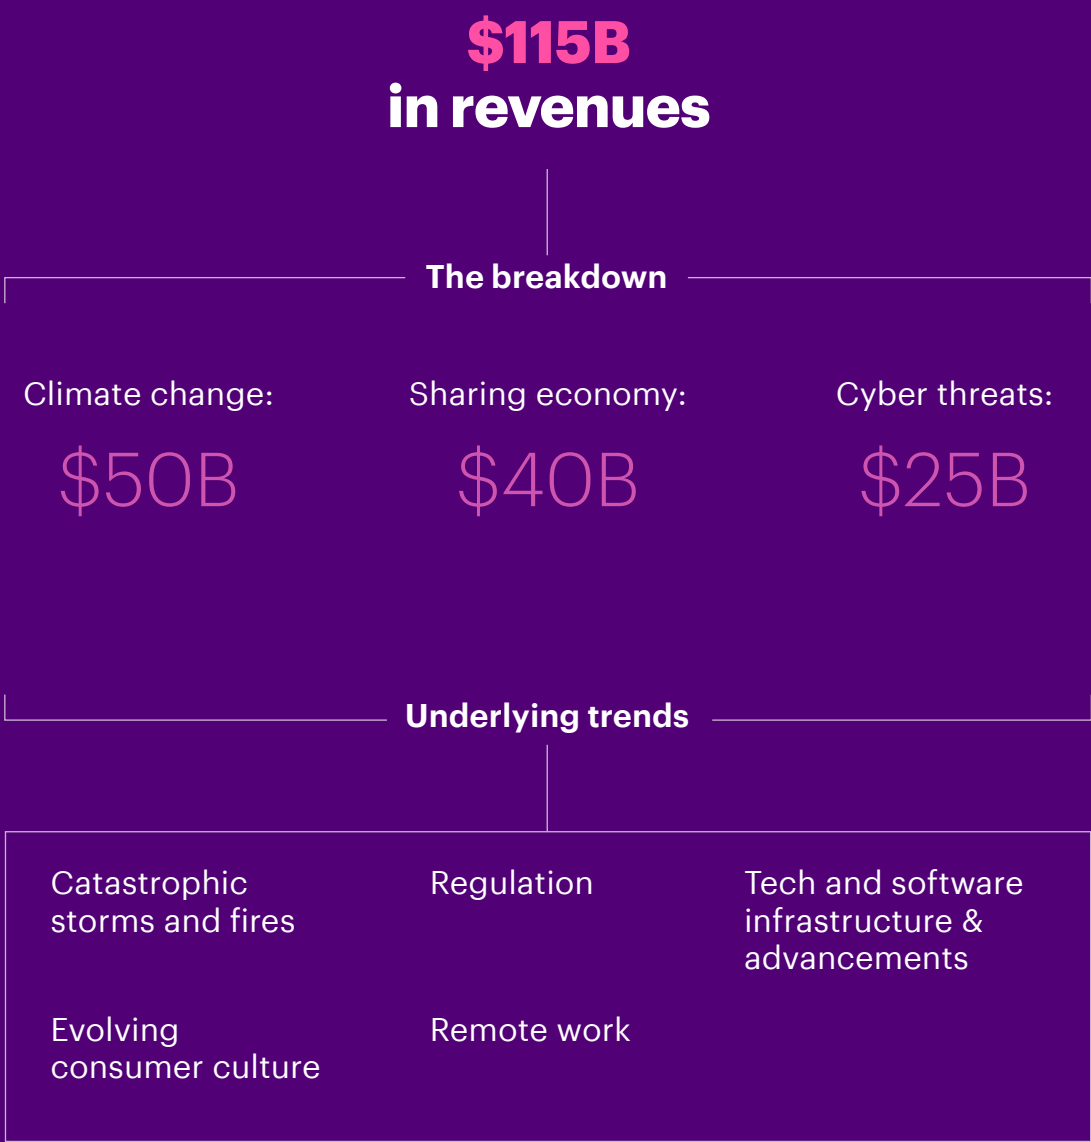 $115B
in revenues
The breakdown
Climate change:
$50B
Sharing economy:
$40B
Cyber threats:
$25B
Underlying trends
Catastrophic
storms and fires
Regulation
Tech and software
infrastructure &
advancements
Evolving
consumer culture
Remote work